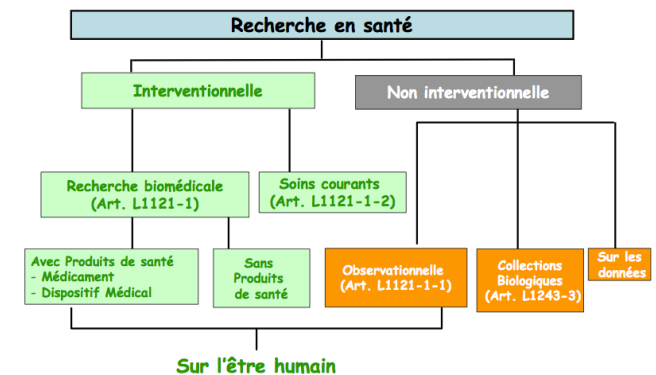 Recherche en santé
Interventionnelle
Non interventionnelle
Recherche biomédicale
(Art. L1121-1)
Soins courants
(Art. L1121-1-2)
Avec Produits de santé
- Médicament
- Dispositif Médical
Sans
Produits
de santé
Observationnelle
(Art. L1121-1-1)
Collections
Biologiques
(Art. L1243-3)
Sur les
données
Sur l'être humain